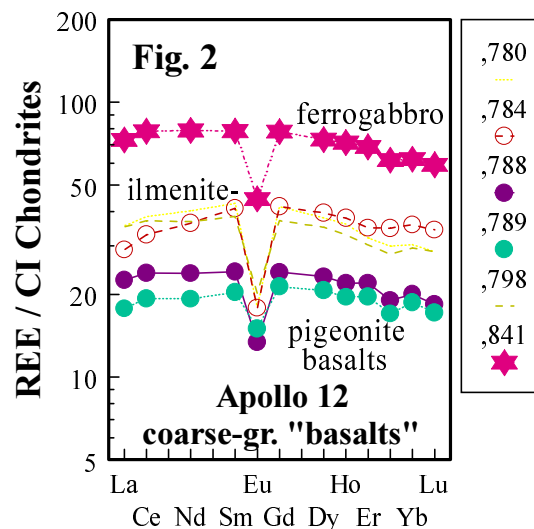 200
100
50
20
10
5
REE / CI Chondrites
Fig. 2
ferrogabbro
ilmenite-
pigeonite
basalts
Apollo 12
coarse-gr. "basalts"
La
Eu
Ho
Lu
Ce
Nd
Sm
Gd
Dy
Er
Yb
,780
,784
,788
,789
,798
,841